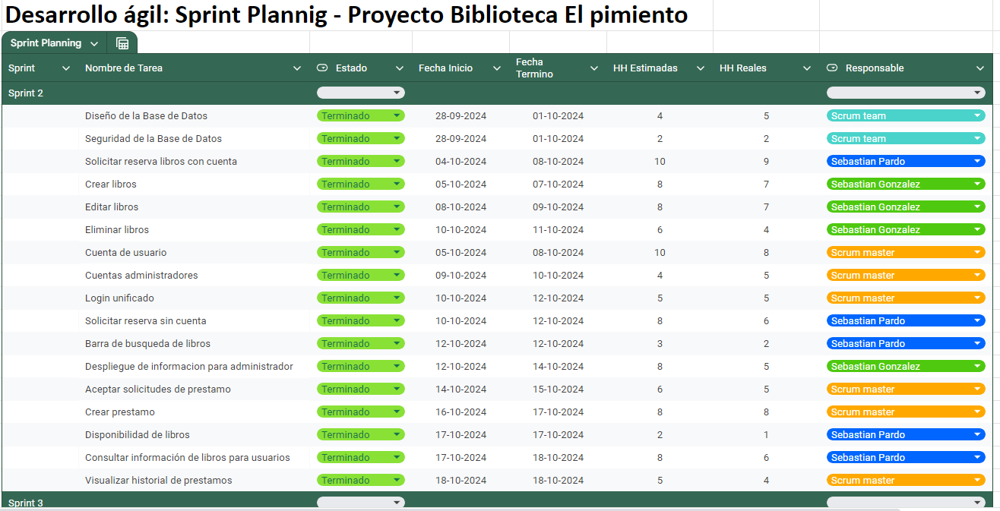 Desarrollo ágil: Sprint Plannig - Proyecto Biblioteca El pimiento
Sprint Planning
Sprint Nombre de Tarea Estado Fecha Inicio Fecha Termino HH Estimadas HH Reales Responsable
Sprint 2
Diseño de la Base de Datos Terminado 28-09-2024 01-10-2024 4 5 Scrum team
Seguridad de la Base de Datos Terminado 28-09-2024 01-10-2024 2 2 Scrum team
Solicitar reserva libros con cuenta Terminado 04-10-2024 08-10-2024 10 9 Sebastian Pardo
Crear libros Terminado 05-10-2024 07-10-2024 8 7 Sebastian Gonzalez
Editar libros Terminado 08-10-2024 09-10-2024 8 7 Sebastian Gonzalez
Eliminar libros Terminado 10-10-2024 11-10-2024 6 4 Sebastian Gonzalez
Cuenta de usuario Terminado 05-10-2024 08-10-2024 10 8 Scrum master
Cuentas administradores Terminado 09-10-2024 10-10-2024 4 5 Scrum master
Login unificado Terminado 10-10-2024 12-10-2024 5 5 Scrum master
Solicitar reserva sin cuenta Terminado 10-10-2024 12-10-2024 8 6 Sebastian Pardo
Barra de busqueda de libros Terminado 12-10-2024 12-10-2024 3 2 Sebastian Pardo
Despliegue de informacion para administrador Terminado 12-10-2024 14-10-2024 8 5 Sebastian Gonzalez
Aceptar solicitudes de prestamo Terminado 14-10-2024 15-10-2024 6 5 Scrum master
Crear prestamo Terminado 16-10-2024 17-10-2024 8 8 Scrum master
Disponibilidad de libros Terminado 17-10-2024 17-10-2024 2 1 Sebastian Pardo
Consultar información de libros para usuarios Terminado 17-10-2024 18-10-2024 8 6 Sebastian Pardo
Visualizar historial de prestamos Terminado 18-10-2024 18-10-2024 5 4 Scrum master
Sprint 3